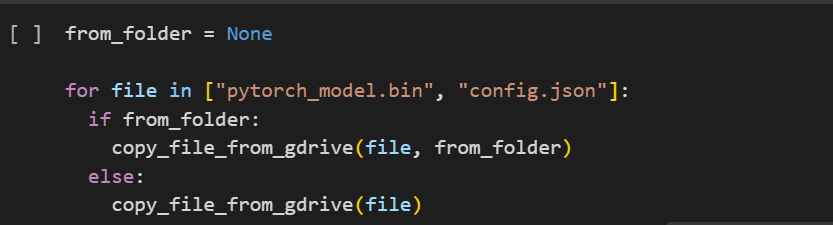 [ ] from_folder = None
for file in ["pytorch_model.bin", "config.json"]:
if from_folder:
copy_file_from_gdrive(file, from_folder)
else:
copy_file_from_gdrive(file)